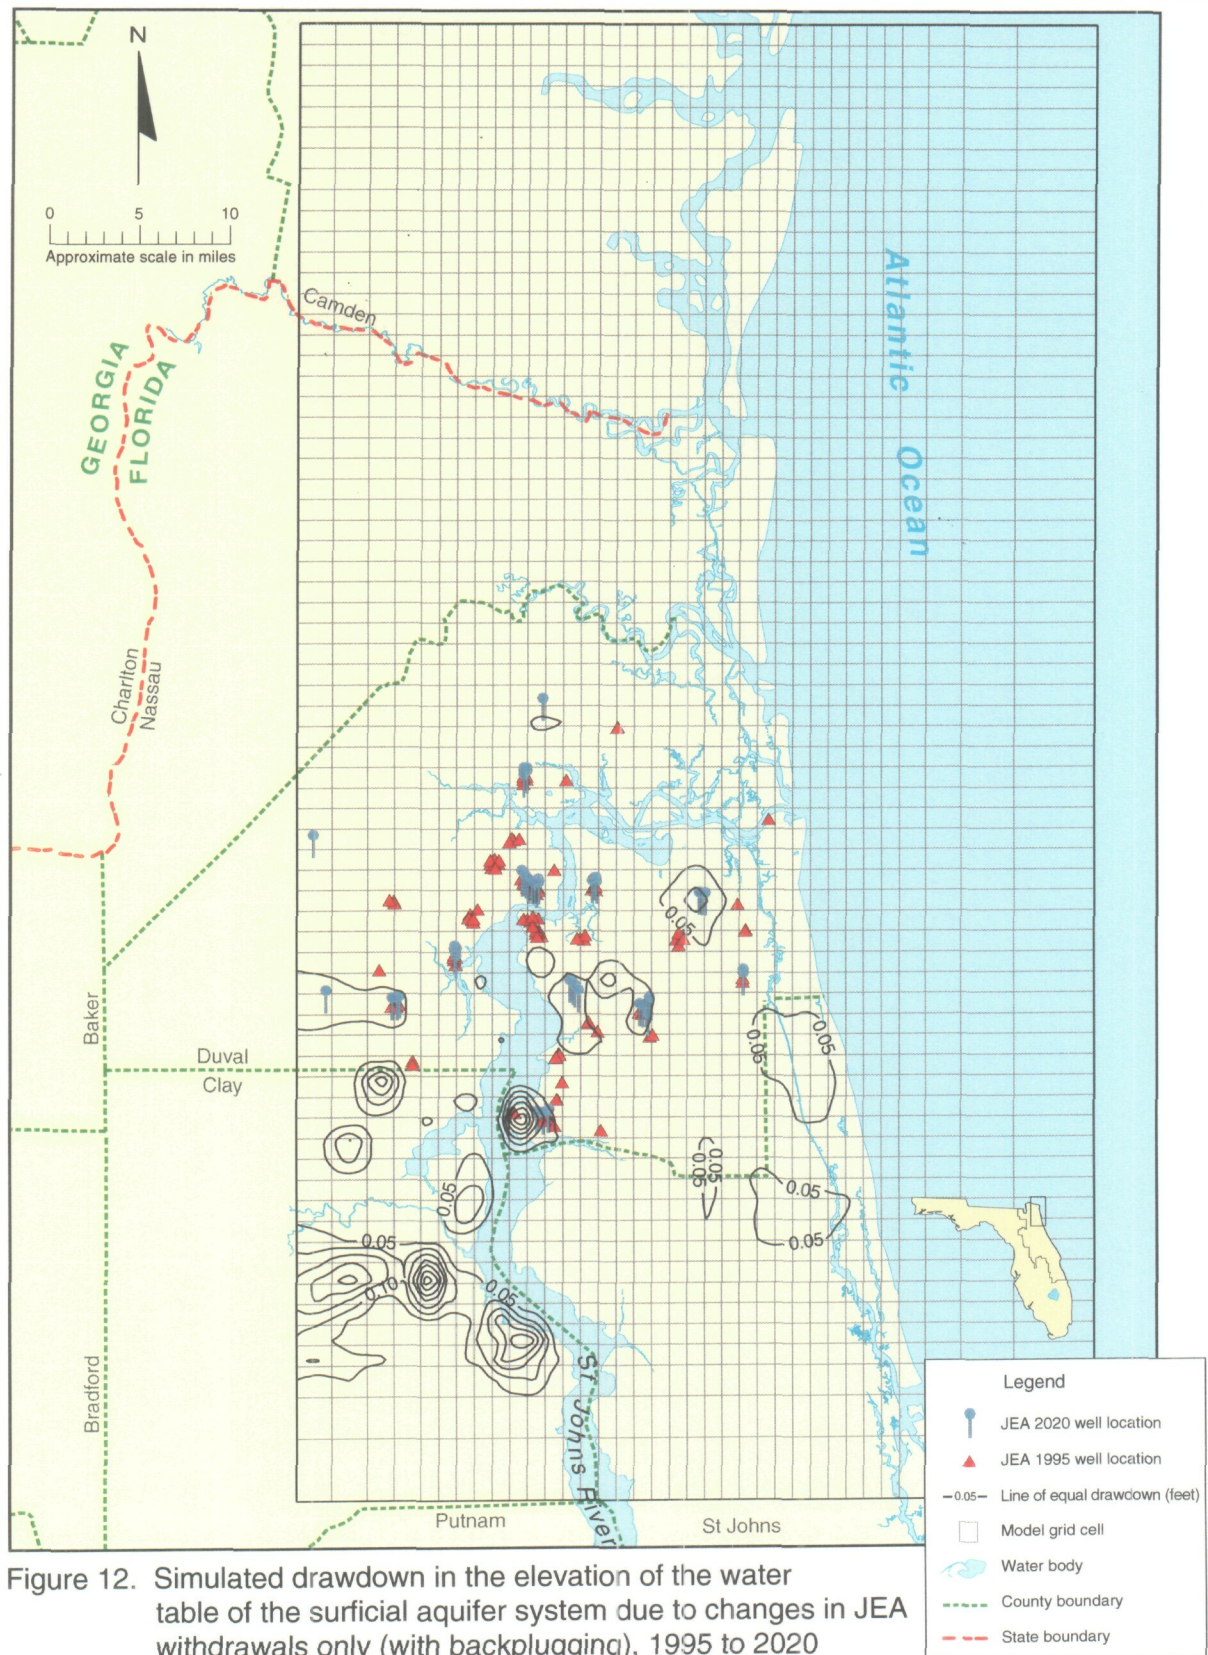 N
0 5 10
Approximate scale in miles
Camden
GEORGIA
FLORIDA
Atlantic
Ocean
Charlton
Nassau
Baker
Duval
Clay
Bradford
0.05
0.05
0.05
0.05
0.05
0.05
0.05
0.05
0.05
0.10
0.05
St Johns River
Putnam
St Johns
Legend
JEA 2020 well location
JEA 1995 well location
-0.05- Line of equal drawdown (feet)
Model grid cell
Water body
County boundary
State boundary
Figure 12. Simulated drawdown in the elevation of the water
table of the surficial aquifer system due to changes in JEA
withdrawals only (with backplugging), 1995 to 2020